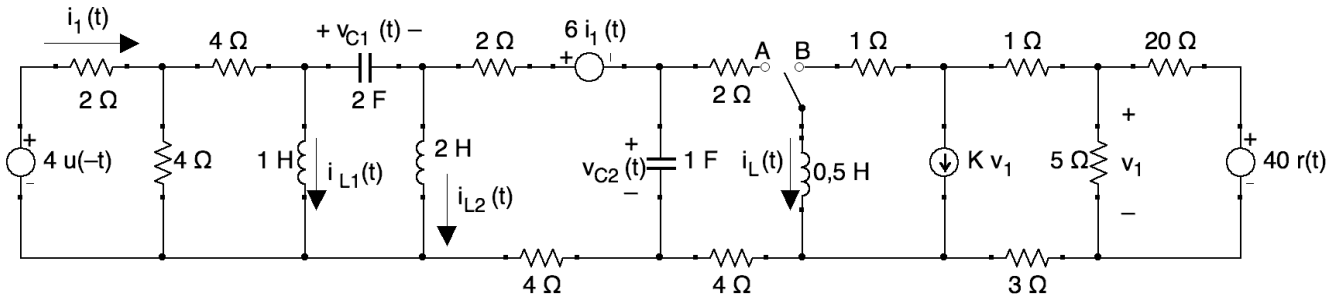 i1 (t)
+ vC1 (t) −
6 i1 (t)
4 Ω
2 Ω
+ −
A B
1 Ω
1 Ω
20 Ω
2 Ω
2 F
2 Ω
+
4 u(−t)
−
4 Ω
1 H
iL1(t)
2 H
iL2(t)
+
vC2(t)
−
1 F
iL(t)
0,5 H
K v1
5 Ω
+
v1
−
+
40 r(t)
−
4 Ω
4 Ω
3 Ω